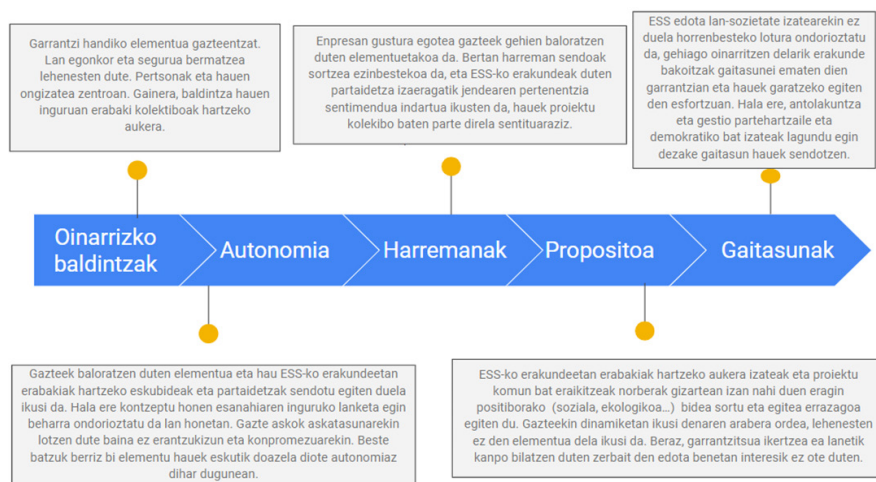 Garrantzi handiko elementua gazteentzat.
Lan egonkor eta segurua bermatzea
lehenesten dute. Pertsonak eta hauen
ongizatea zentroan. Gainera, baldintza hauen
inguruan erabaki kolektiboak hartzeko
aukera.
Enpresan gustura egotea gazteek gehien baloratzen
duten elementuetakoa da. Bertan harreman sendoak
sortzea ezinbestekoa da, eta ESS-ko erakundeak duten
partaidetza izaeragatik jendearen pertenentzia
sentimendua indartua ikusten da, hauek proiektu
kolekibo baten parte direla sentituaraziz.
ESS edota lan-sozietate izatearekin ez
duela horrenbesteko lotura ondorioztatu
da, gehiago oinarritzen delarik erakunde
bakoitzak gaitasunei ematen dien
garrantzian eta hauek garatzeko egiten
den esfortzuan. Hala ere, antolakuntza
eta gestio partehartzaile eta
demokratiko bat izateak lagundu egin
dezake gaitasun hauek sendotzen.
Oinarrizko
baldintzak
Autonomia
Harremanak
Propositoa
Gaitasunak
Gazteek baloratzen duten elementua eta hau ESS-ko erakundeetan
erabakiak hartzeko eskubideak eta partaidetzak sendotu egiten duela
ikusi da. Hala ere kontzeptu honen esanahiaren inguruko lanketa egin
beharra ondorioztatu da lan honetan. Gazte askok askatasunarekin
lotzen dute baina ez erantzukizun eta konpromezuarekin. Beste
batzuk berriz bi elementu hauek eskutik doazela diote autonomiaz
dihar dugunean.
ESS-ko erakundeetan erabakiak hartzeko aukera izateak eta proiektu
komun bat eraikitzeak norberak gizartean izan nahi duen eragin
positiborako (soziala, ekologikoa...) bidea sortu eta egitea errazagoa
egiten du. Gazteekin dinamiketan ikusi denaren arabera ordea, lehenesten
ez den elementua dela ikusi da. Beraz, garrantzitsua ikertzea ea lanetik
kanpo bilatzen duten zerbait den edota benetan interesik ez ote duten.